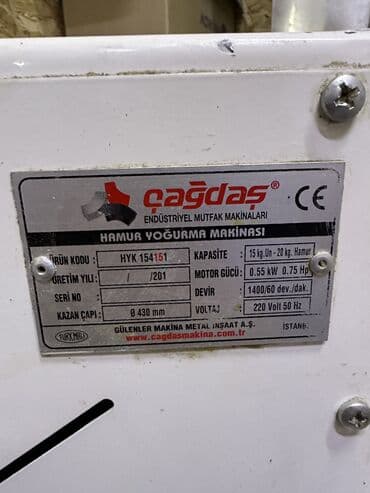 çağdaş®
CE
ENDÜSTRİYEL MUTFAK MAKİNALARI
HAMUR YOĞURMA MAKİNASI
ÜRÜN KODU : HYK 154151 KAPASİTE : 15 kg.Un - 20 kg. Hamur
ÜRETİM YILI : / /201 MOTOR GÜCÜ : 0.55 kW 0.75 Hp
SERİ NO : DEVİR : 1400/60 dev./dak.
KAZAN ÇAPI : Ø 430 mm VOLTAJ : 220 Volt 50 Hz
GÜLENLER MAKİNA METAL İNŞAAT A.Ş. İSTANB
www.cagdasmakina.com.tr